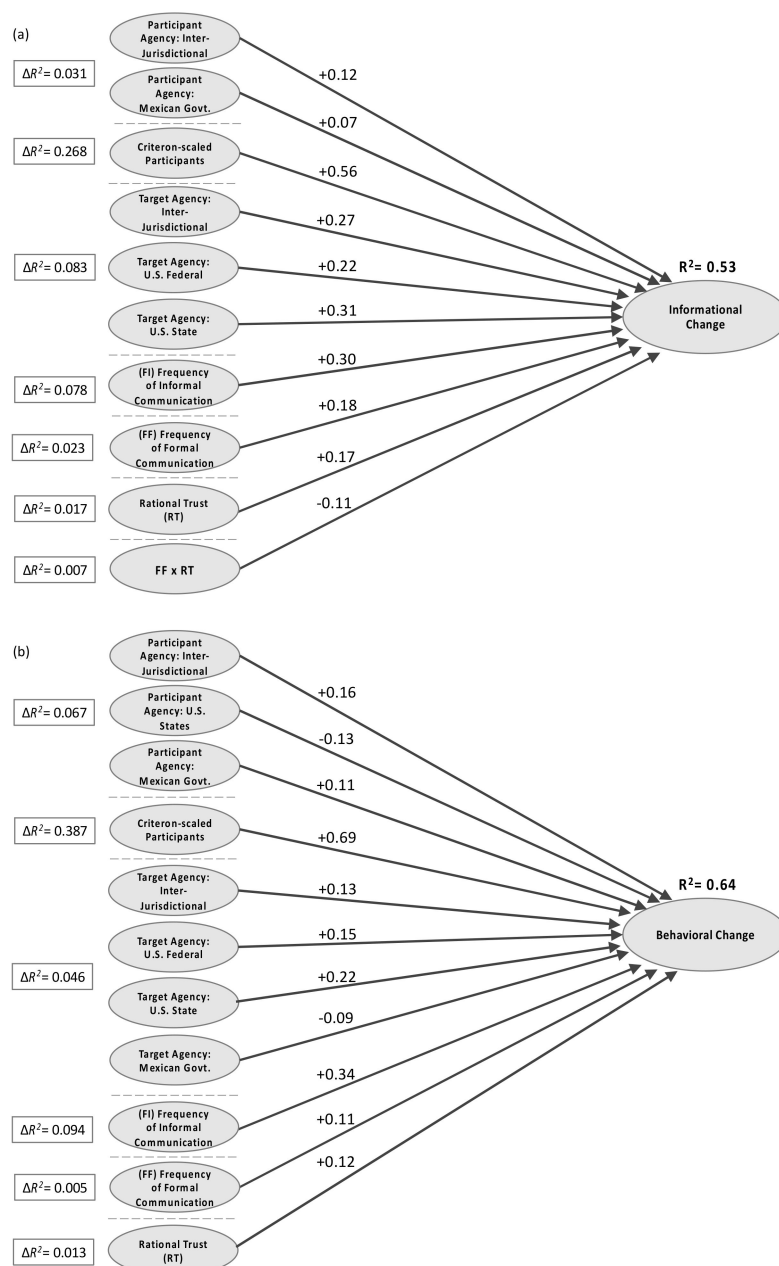 (a)
Participant
Agency: Inter-
Jurisdictional
ΔR²= 0.031
+0.12
Participant
Agency:
Mexican Govt.
+0.07
ΔR²= 0.268
Criteron-scaled
Participants
+0.56
Target Agency:
Inter-
Jurisdictional
+0.27
ΔR²= 0.083
Target Agency:
U.S. Federal
+0.22
R²= 0.53
Informational
Change
Target Agency:
U.S. State
+0.31
ΔR²= 0.078
(FI) Frequency
of Informal
Communication
+0.30
ΔR²= 0.023
(FF) Frequency
of Formal
Communication
+0.18
ΔR²= 0.017
Rational Trust
(RT)
+0.17
ΔR²= 0.007
FF x RT
-0.11
(b)
Participant
Agency: Inter-
Jurisdictional
+0.16
ΔR²= 0.067
Participant
Agency: U.S.
States
-0.13
Participant
Agency:
Mexican Govt.
+0.11
ΔR²= 0.387
Criteron-scaled
Participants
+0.69
Target Agency:
Inter-
Jurisdictional
+0.13
R²= 0.64
Behavioral Change
Target Agency:
U.S. Federal
+0.15
ΔR²= 0.046
Target Agency:
U.S. State
+0.22
Target Agency:
Mexican Govt.
-0.09
ΔR²= 0.094
(FI) Frequency
of Informal
Communication
+0.34
ΔR²= 0.005
(FF) Frequency
of Formal
Communication
+0.11
ΔR²= 0.013
Rational Trust
(RT)
+0.12